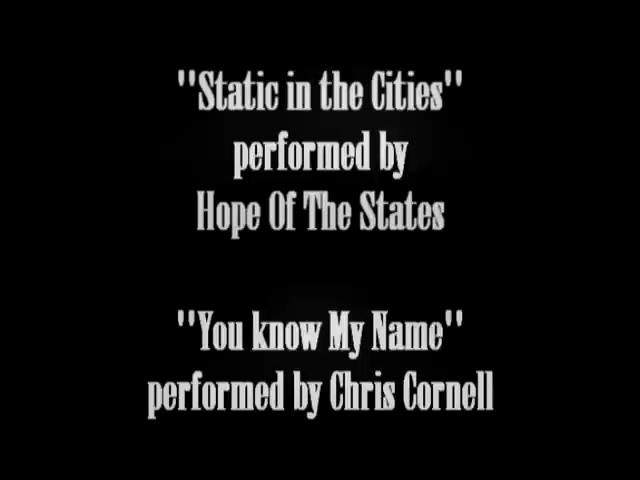 "Static in the Cities"
performed by
Hope Of The States
"You know My Name"
performed by Chris Cornell